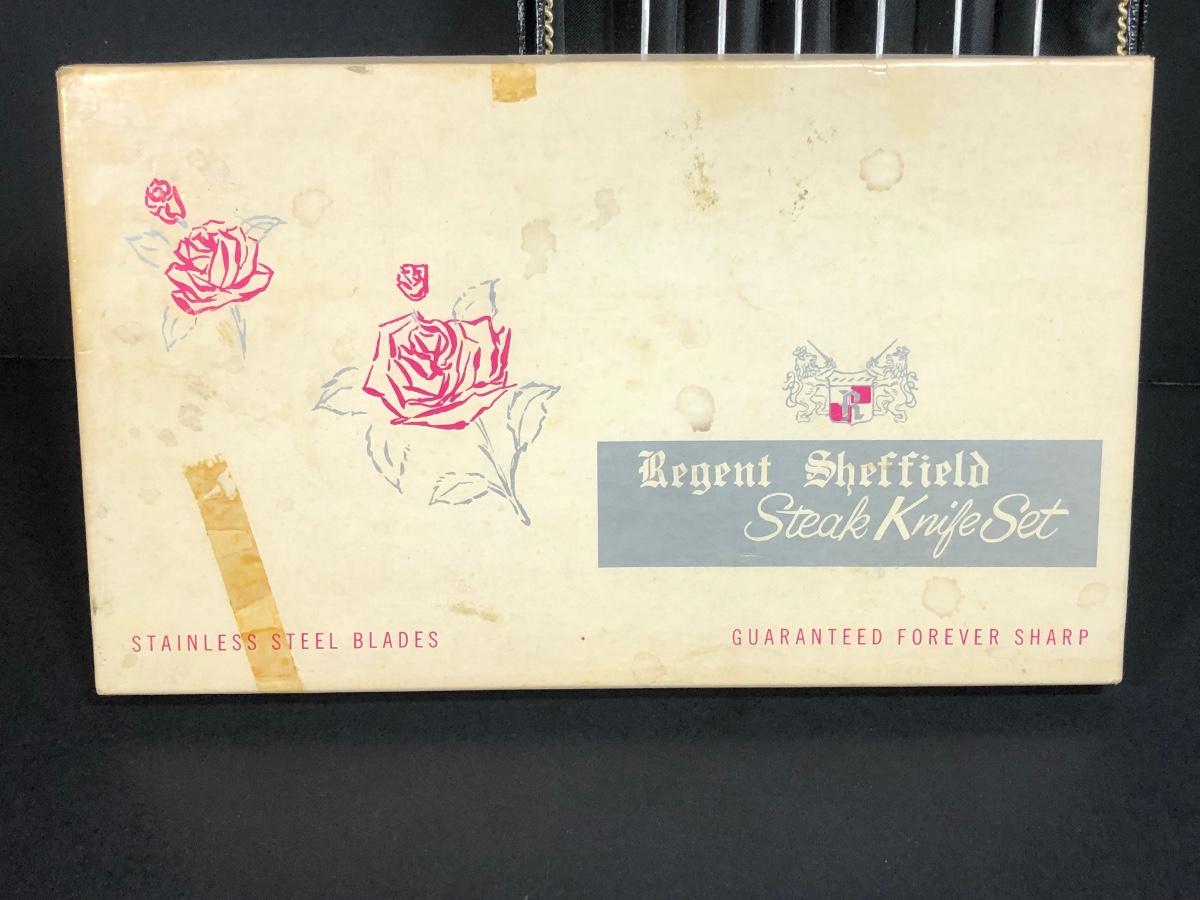 R
Regent Sheffield
Steak Knife Set
STAINLESS STEEL BLADES · GUARANTEED FOREVER SHARP